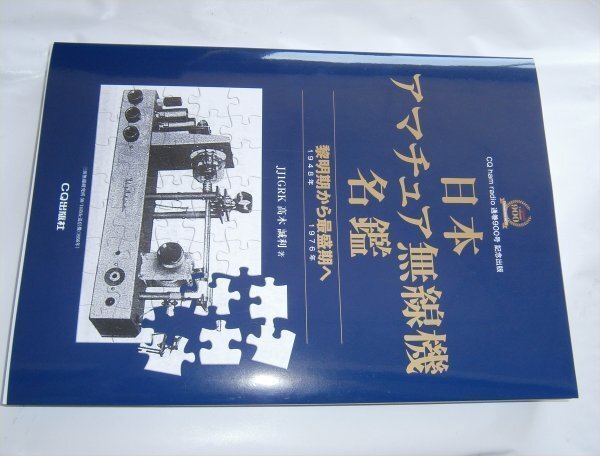 CQ ham radio 通巻900号 記念出版
900
日本
アマチュア無線機
名鑑
黎明期から最盛期へ
1948年
1976年
JJ1GRK 髙木 誠利 著
CQ出版社